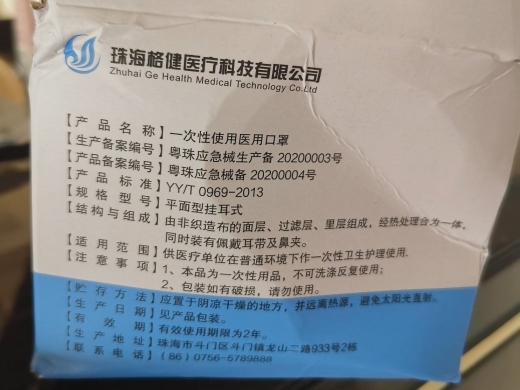 珠海格健医疗科技有限公司
Zhuhai Ge Health Medical Technology Co.Ltd
【产品名称】一次性使用医用口罩
【生产备案编号】粤珠应急械生产备 20200003号
【产品备案编号】粤珠应急械备 20200004号
【产品标准】YY/T 0969-2013
【规格型号】平面型挂耳式
【结构与组成】由非织造布的面层、过滤层、里层组成，经热处理合为一体，
同时装有佩戴耳带及鼻夹。
【适用范围】供医疗单位在普通环境下作一次性卫生护理使用.
【注意事项】1、本品为一次性用品，不可洗涤反复使用；
2、包装如有破损，请勿使用。
【贮存方法】应置于阴凉干燥的地方，并远离热源，避免太阳光直射。
【生产日期】见产品包装。
【有效期】有效使用期限为2年。
【生产地址】珠海市斗门区斗门镇龙山二路933号2栋
【联系电话】(86) 0756-5789888